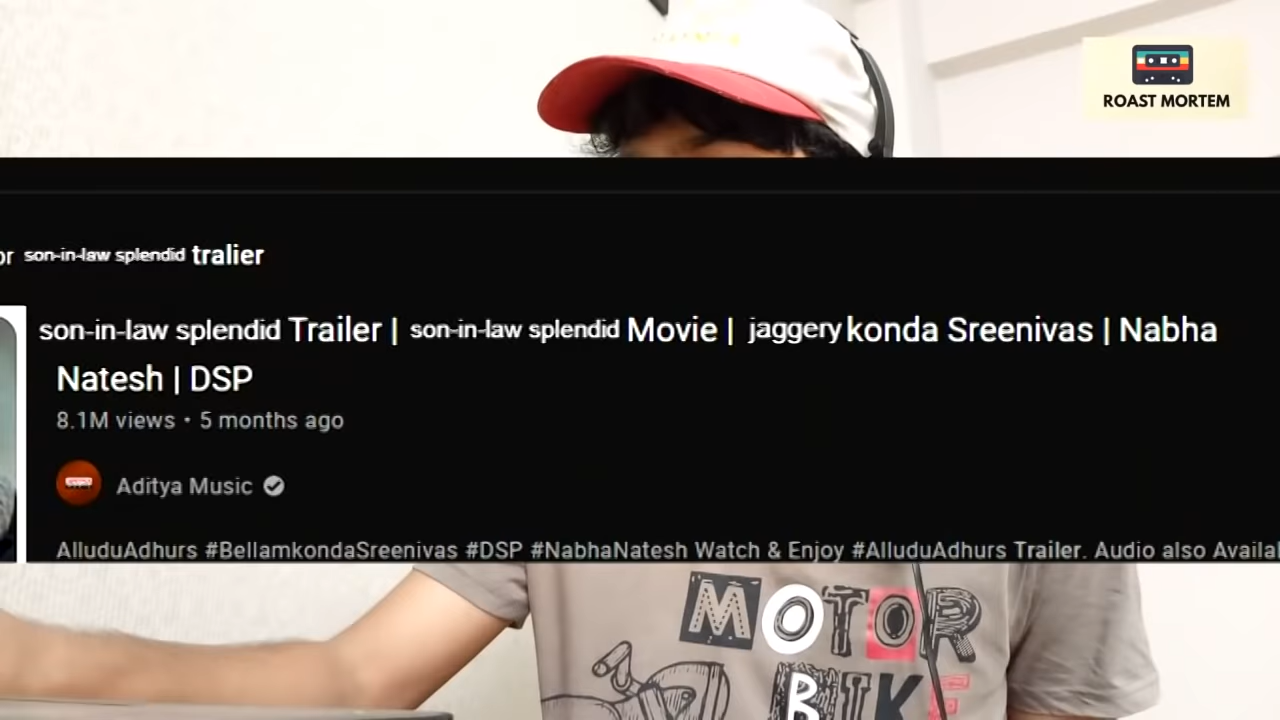 ROAST MORTEM
or son-in-law splendid tralier
son-in-law splendid Trailer | son-in-law splendid Movie | jaggery konda Sreenivas | Nabha
Natesh | DSP
8.1M views • 5 months ago
Aditya Music
AlluduAdhurs #BellamkondaSreenivas #DSP #NabhaNatesh Watch & Enjoy #AlluduAdhurs Trailer. Audio also Availal
MOTOR
BIKE